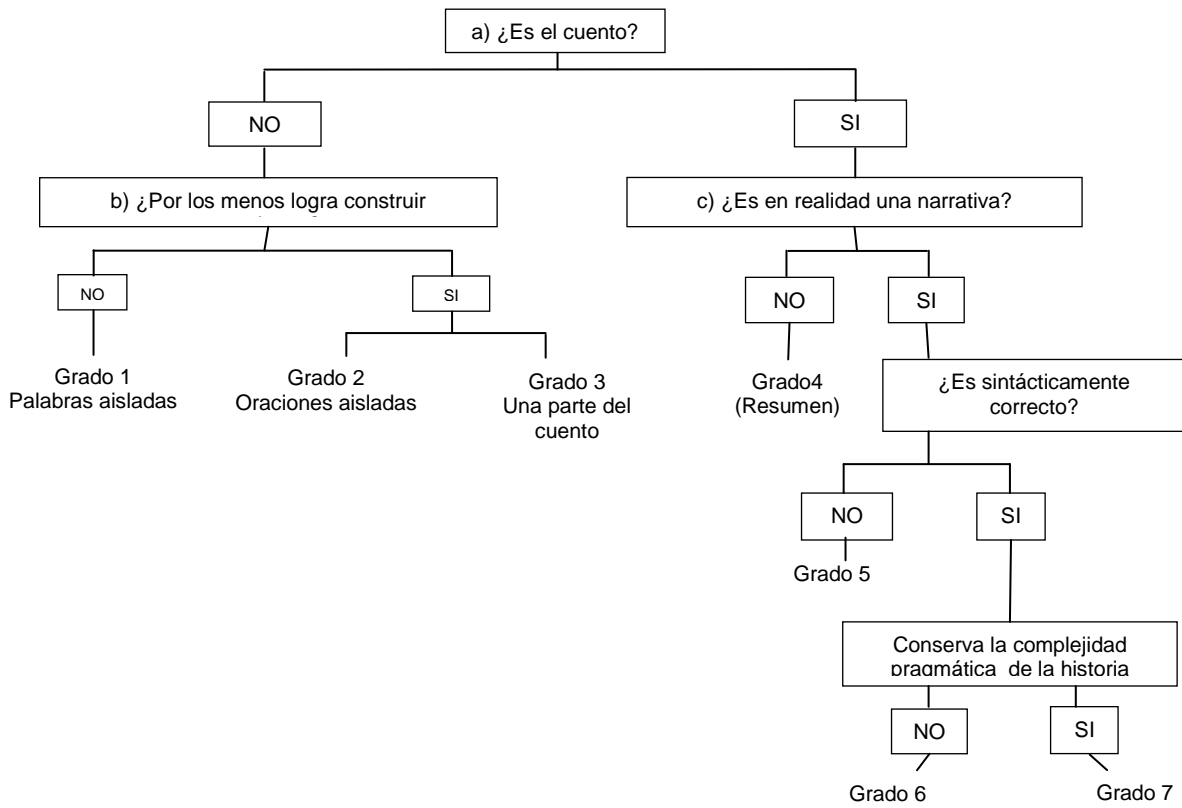 a) ¿Es el cuento?
NO
SI
b) ¿Por los menos logra construir
c) ¿Es en realidad una narrativa?
NO
SI
NO
SI
Grado 1
Palabras aisladas
Grado 2
Oraciones aisladas
Grado 3
Una parte del
cuento
Grado4
(Resumen)
¿Es sintácticamente
correcto?
NO
SI
Grado 5
Conserva la complejidad
pragmática de la historia
NO
SI
Grado 6
Grado 7